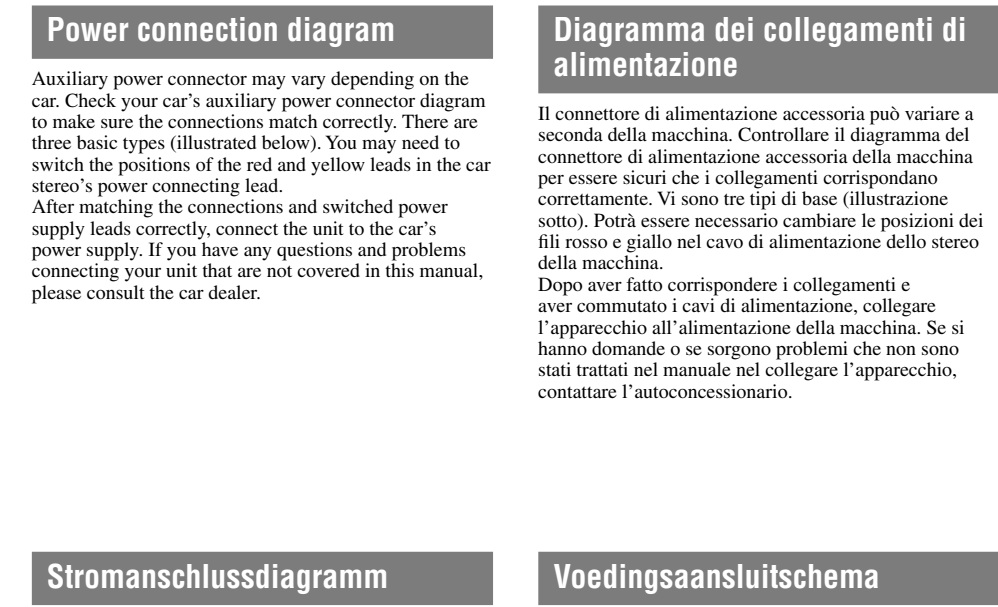 Power connection diagram
Auxiliary power connector may vary depending on the
car. Check your car's auxiliary power connector diagram
to make sure the connections match correctly. There are
three basic types (illustrated below). You may need to
switch the positions of the red and yellow leads in the car
stereo's power connecting lead.
After matching the connections and switched power
supply leads correctly, connect the unit to the car's
power supply. If you have any questions and problems
connecting your unit that are not covered in this manual,
please consult the car dealer.
Diagramma dei collegamenti di
alimentazione
Il connettore di alimentazione accessoria può variare a
seconda della macchina. Controllare il diagramma del
connettore di alimentazione accessoria della macchina
per essere sicuri che i collegamenti corrispondano
correttamente. Vi sono tre tipi di base (illustrazione
sotto). Potrà essere necessario cambiare le posizioni dei
fili rosso e giallo nel cavo di alimentazione dello stereo
della macchina.
Dopo aver fatto corrispondere i collegamenti e
aver commutato i cavi di alimentazione, collegare
l'apparecchio all'alimentazione della macchina. Se si
hanno domande o se sorgono problemi che non sono
stati trattati nel manuale nel collegare l'apparecchio,
contattare l'autoconcessionario.
Stromanschlussdiagramm
Voedingsaansluitschema